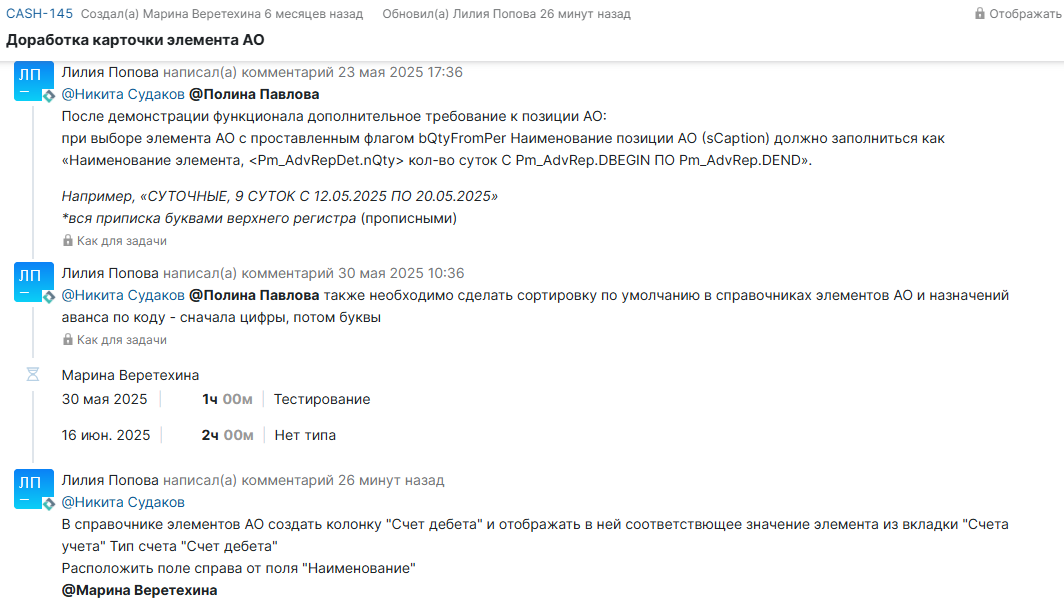 CASH-145 Создал(а) Марина Веретехина 6 месяцев назад Обновил(а) Лилия Попова 26 минут назад Отображать
Доработка карточки элемента АО
ЛП
Лилия Попова написал(а) комментарий 23 мая 2025 17:36
@Никита Судаков @Полина Павлова
После демонстрации функционала дополнительное требование к позиции АО:
при выборе элемента АО с проставленным флагом bQtyFromPer Наименование позиции АО (sCaption) должно заполниться как
«Наименование элемента, <Pm_AdvRepDet.nQty> кол-во суток С Pm_AdvRep.DBEGIN ПО Pm_AdvRep.DEND».
Например, «СУТОЧНЫЕ, 9 СУТОК С 12.05.2025 ПО 20.05.2025»
*вся приписка буквами верхнего регистра (прописными)
Как для задачи
ЛП
Лилия Попова написал(а) комментарий 30 мая 2025 10:36
@Никита Судаков @Полина Павлова также необходимо сделать сортировку по умолчанию в справочниках элементов АО и назначений
аванса по коду - сначала цифры, потом буквы
Как для задачи
Марина Веретехина
30 мая 2025 1ч 00м Тестирование
16 июн. 2025 2ч 00м Нет типа
ЛП
Лилия Попова написал(а) комментарий 26 минут назад
@Никита Судаков
В справочнике элементов АО создать колонку "Счет дебета" и отображать в ней соответствющее значение элемента из вкладки "Счета
учета" Тип счета "Счет дебета"
Расположить поле справа от поля "Наименование"
@Марина Веретехина